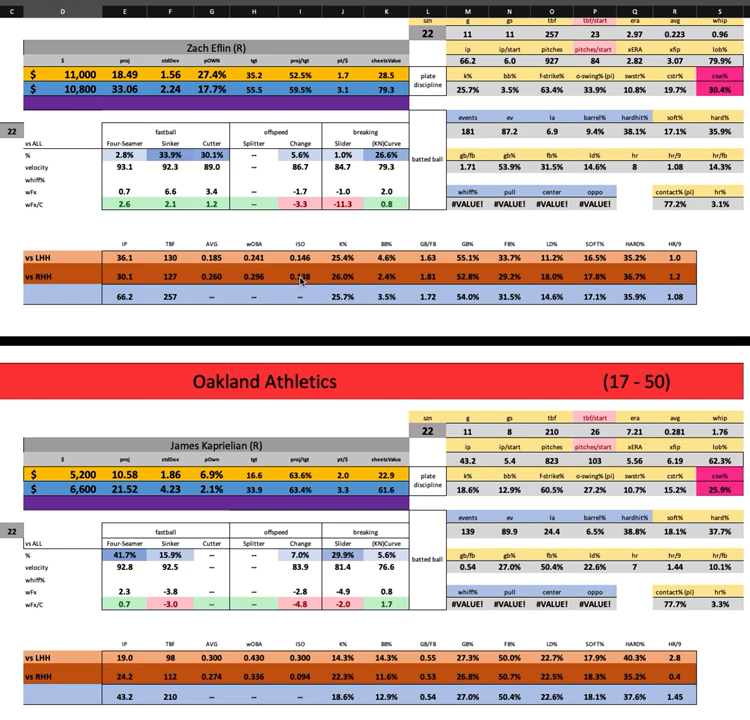 C D E F G H I J K L M N O P Q R S
szn g gs tbf tbf/start era avg whip
22 11 11 257 23 2.97 0.223 0.96
ip ip/start pitches pitches/start xERA xfip lob%
Zach Eflin (R) 66.2 6.0 927 84 2.82 3.07 79.9%
$ proj stdDev pOWN tgt proj/tgt pt/$ sheetsValue
k% bb% f-strike% o-swing% (pi) swstr% cstr% csw%
$ 11,000 18.49 1.56 27.4% 35.2 52.5% 1.7 28.5 plate discipline
$ 10,800 33.06 2.24 17.7% 55.5 59.5% 3.1 79.3 25.7% 3.5% 63.4% 33.9% 10.8% 19.7% 30.4%
events ev la barrel% hardhit% soft% hard%
22 fastball offspeed breaking 181 87.2 6.9 9.4% 38.1% 17.1% 35.9%
vs ALL Four-Seamer Sinker Cutter Splitter Change Slider (KN)Curve
% 2.8% 33.9% 30.1% -- 5.6% 1.0% 26.6% batted ball gb/fb gb% fb% ld% hr hr/9 hr/fb
velocity 93.1 92.3 89.0 -- 86.7 84.7 79.3 1.71 53.9% 31.5% 14.6% 8 1.08 14.3%
whiff%
wFx 0.7 6.6 3.4 -1.7 -1.0 2.0 whiff% pull center oppo contact% (pi) hr%
wFx/C 2.6 2.1 1.2 -- -3.3 -11.3 0.8 #VALUE! #VALUE! #VALUE! #VALUE! 77.2% 3.1%
IP TBF AVG wOBA ISO K% BB% GB/FB GB% FB% LD% SOFT% HARD% HR/9
vs LHH 36.1 130 0.185 0.241 0.146 25.4% 4.6% 1.63 55.1% 33.7% 11.2% 16.5% 35.2% 1.0
vs RHH 30.1 127 0.260 0.296 26.0% 2.4% 1.81 52.8% 29.2% 18.0% 17.8% 36.7% 1.2
66.2 257 -- -- -- 25.7% 3.5% 1.72 54.0% 31.5% 14.6% 17.1% 35.9% 1.08
Oakland Athletics (17 - 50)
szn g gs tbf tbf/start era avg whip
22 11 8 210 26 7.21 0.281 1.76
James Kaprielian (R) ip ip/start pitches pitches/start xERA xfip lob%
$ proj stdDev pOwn tgt proj/tgt pt/$ sheetsValue 43.2 5.4 823 103 5.56 6.19 62.3%
$ 5,200 10.58 1.86 6.9% 16.6 63.6% 2.0 22.9 plate discipline k% bb% f-strike% o-swing% (pi) swstr% cstr% csw%
$ 6,600 21.52 4.23 2.1% 33.9 63.4% 3.3 61.6 18.6% 12.9% 60.5% 27.2% 10.7% 15.2% 25.9%
events ev la barrel% hardhit% soft% hard%
22 fastball offspeed breaking 139 89.9 24.4 6.5% 38.8% 18.1% 37.7%
vs ALL Four-Seamer Sinker Cutter Splitter Change Slider (KN)Curve
% 41.7% 15.9% -- -- 7.0% 29.9% 5.6% batted ball gb/fb gb% fb% ld% hr hr/9 hr/fb
velocity 92.8 92.5 -- -- 83.9 81.4 76.6 0.54 27.0% 50.4% 22.6% 7 1.44 10.1%
whiff%
wFx 2.3 -3.8 -2.8 -4.9 0.8 whiff% pull center oppo contact% (pi) hr%
wFx/C 0.7 -3.0 -- -- -4.8 -2.0 1.7 #VALUE! #VALUE! #VALUE! #VALUE! 77.7% 3.3%
IP TBF AVG wOBA ISO K% BB% GB/FB GB% FB% LD% SOFT% HARD% HR/9
vs LHH 19.0 98 0.300 0.430 0.300 14.3% 14.3% 0.55 27.3% 50.0% 22.7% 17.9% 40.3% 2.8
vs RHH 24.2 112 0.274 0.336 0.094 22.3% 11.6% 0.53 26.8% 50.7% 22.5% 18.3% 35.2% 0.4
43.2 210 -- -- -- 18.6% 12.9% 0.54 27.0% 50.4% 22.6% 18.1% 37.6% 1.45